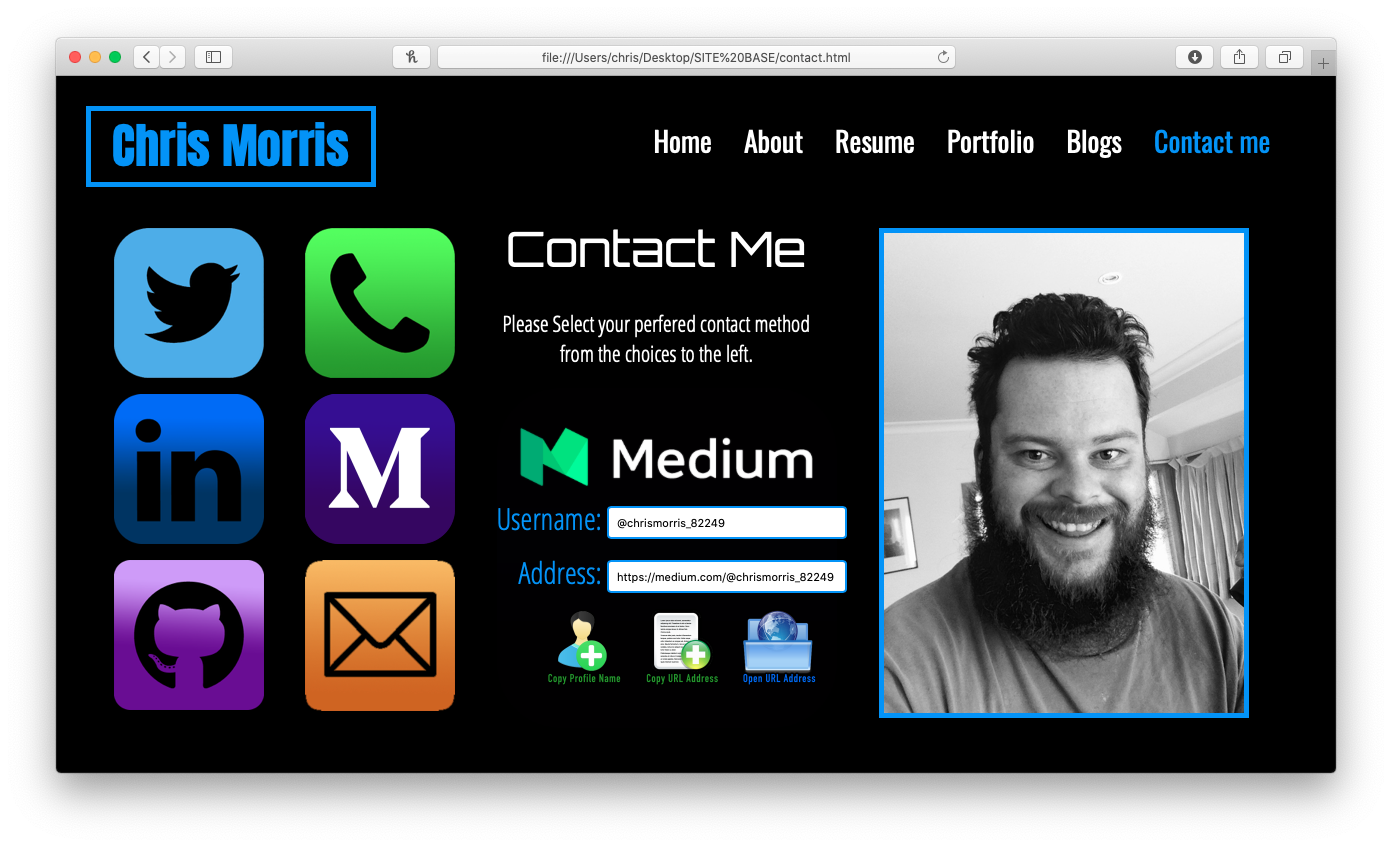 file:///Users/chris/Desktop/SITE%20BASE/contact.html
Chris Morris
Home About Resume Portfolio Blogs Contact me
Contact Me
Please Select your perfered contact method
from the choices to the left.
in
M
Medium
Username: @chrismorris_82249
Address: https://medium.com/@chrismorris_82249
Copy Profile Name Copy URL Address Open URL Address